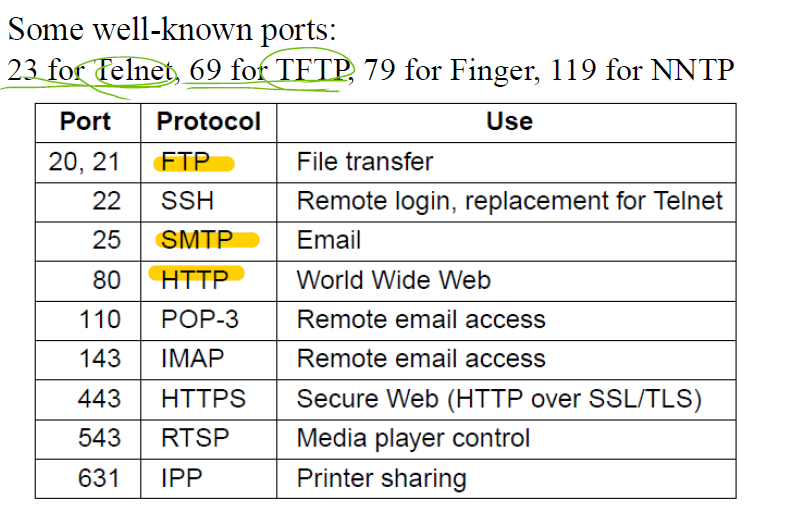 Some well-known ports:
23 for Telnet, 69 for TFTP, 79 for Finger, 119 for NNTP
Port Protocol Use
20, 21 FTP File transfer
22 SSH Remote login, replacement for Telnet
25 SMTP Email
80 HTTP World Wide Web
110 POP-3 Remote email access
143 IMAP Remote email access
443 HTTPS Secure Web (HTTP over SSL/TLS)
543 RTSP Media player control
631 IPP Printer sharing